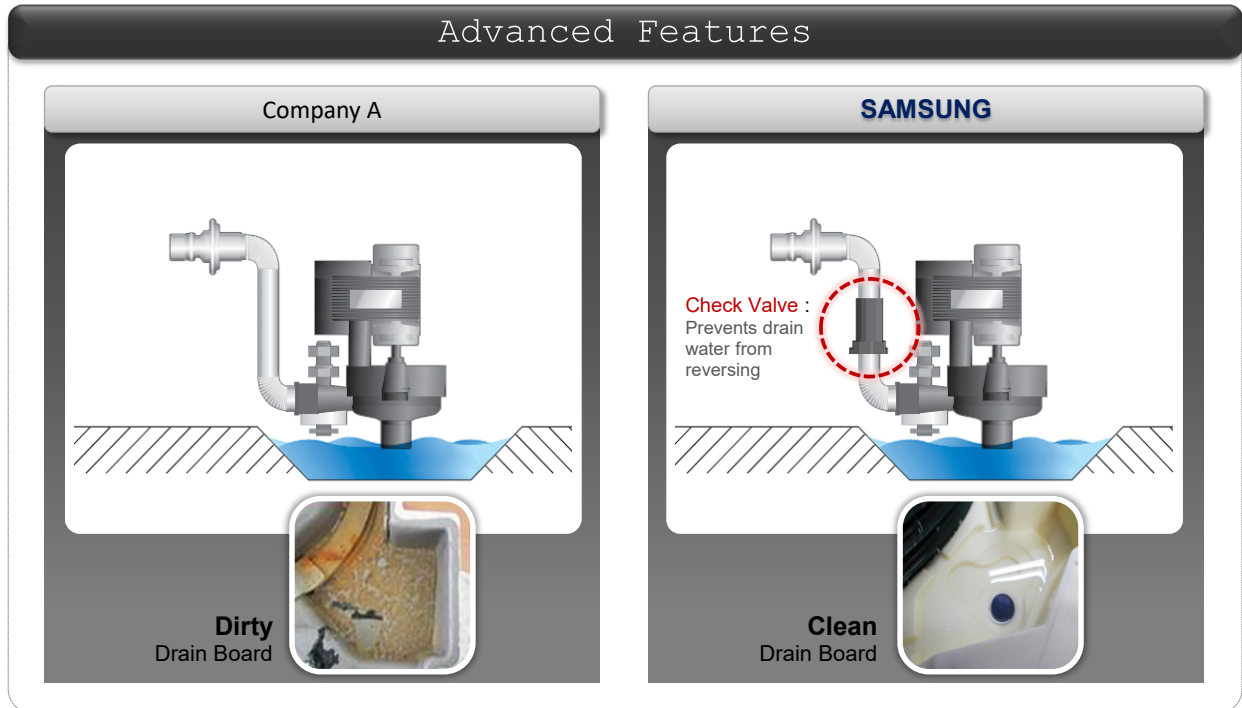 Advanced Features
Company A
SAMSUNG
Check Valve :
Prevents drain
water from
reversing
Dirty
Drain Board
Clean
Drain Board